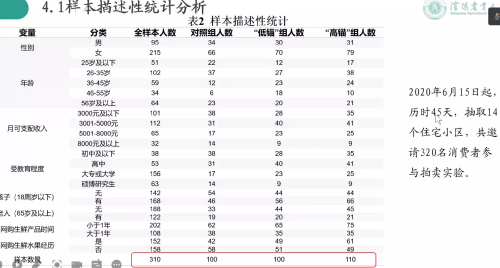 4.1样本描述性统计分析
表2 样本描述性统计
变量 分类 全样本人数 对照组人数 “低锚”组人数 “高锚”组人数
性别 男 95 34 30 31
女 215 66 70 79
年龄 25岁及以下 51 22 12 17
26-35岁 102 37 27 38
36-45岁 59 12 23 24
46-55岁 34 6 18 10
56岁及以上 64 23 20 21
月可支配收入 3000元及以下 101 38 28 35
3001-5000元 112 31 40 41
5001-8000元 65 17 23 25
8000元以上 32 14 9 9
受教育程度 初中及以下 38 38 28 35
高中 53 31 40 41
大专或大学 156 17 23 25
硕博研究生 63 14 9 9
孩子（18周岁以下） 无 142 54 44 44
有 168 46 56 66
老人（65岁及以上） 无 188 33 44 45
有 122 19 20 21
网购生鲜产品时间 小于1年 202 62 65 75
大于1年 108 38 35 35
网购生鲜水果经历 是 152 42 49 61
否 158 58 51 49
样本数量 310 100 100 110
2020年6月15日起,
历时45天，抽取14
个住宅小区，共邀
请320名消费者参
与拍卖实验。